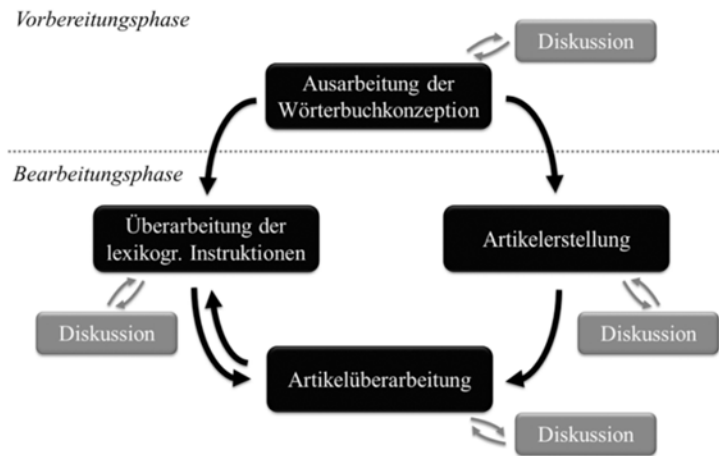 Vorbereitungsphase
Diskussion
Ausarbeitung der
Wörterbuchkonzeption
Bearbeitungsphase
Überarbeitung der
lexikogr. Instruktionen
Artikelerstellung
Diskussion
Diskussion
Artikelüberarbeitung
Diskussion